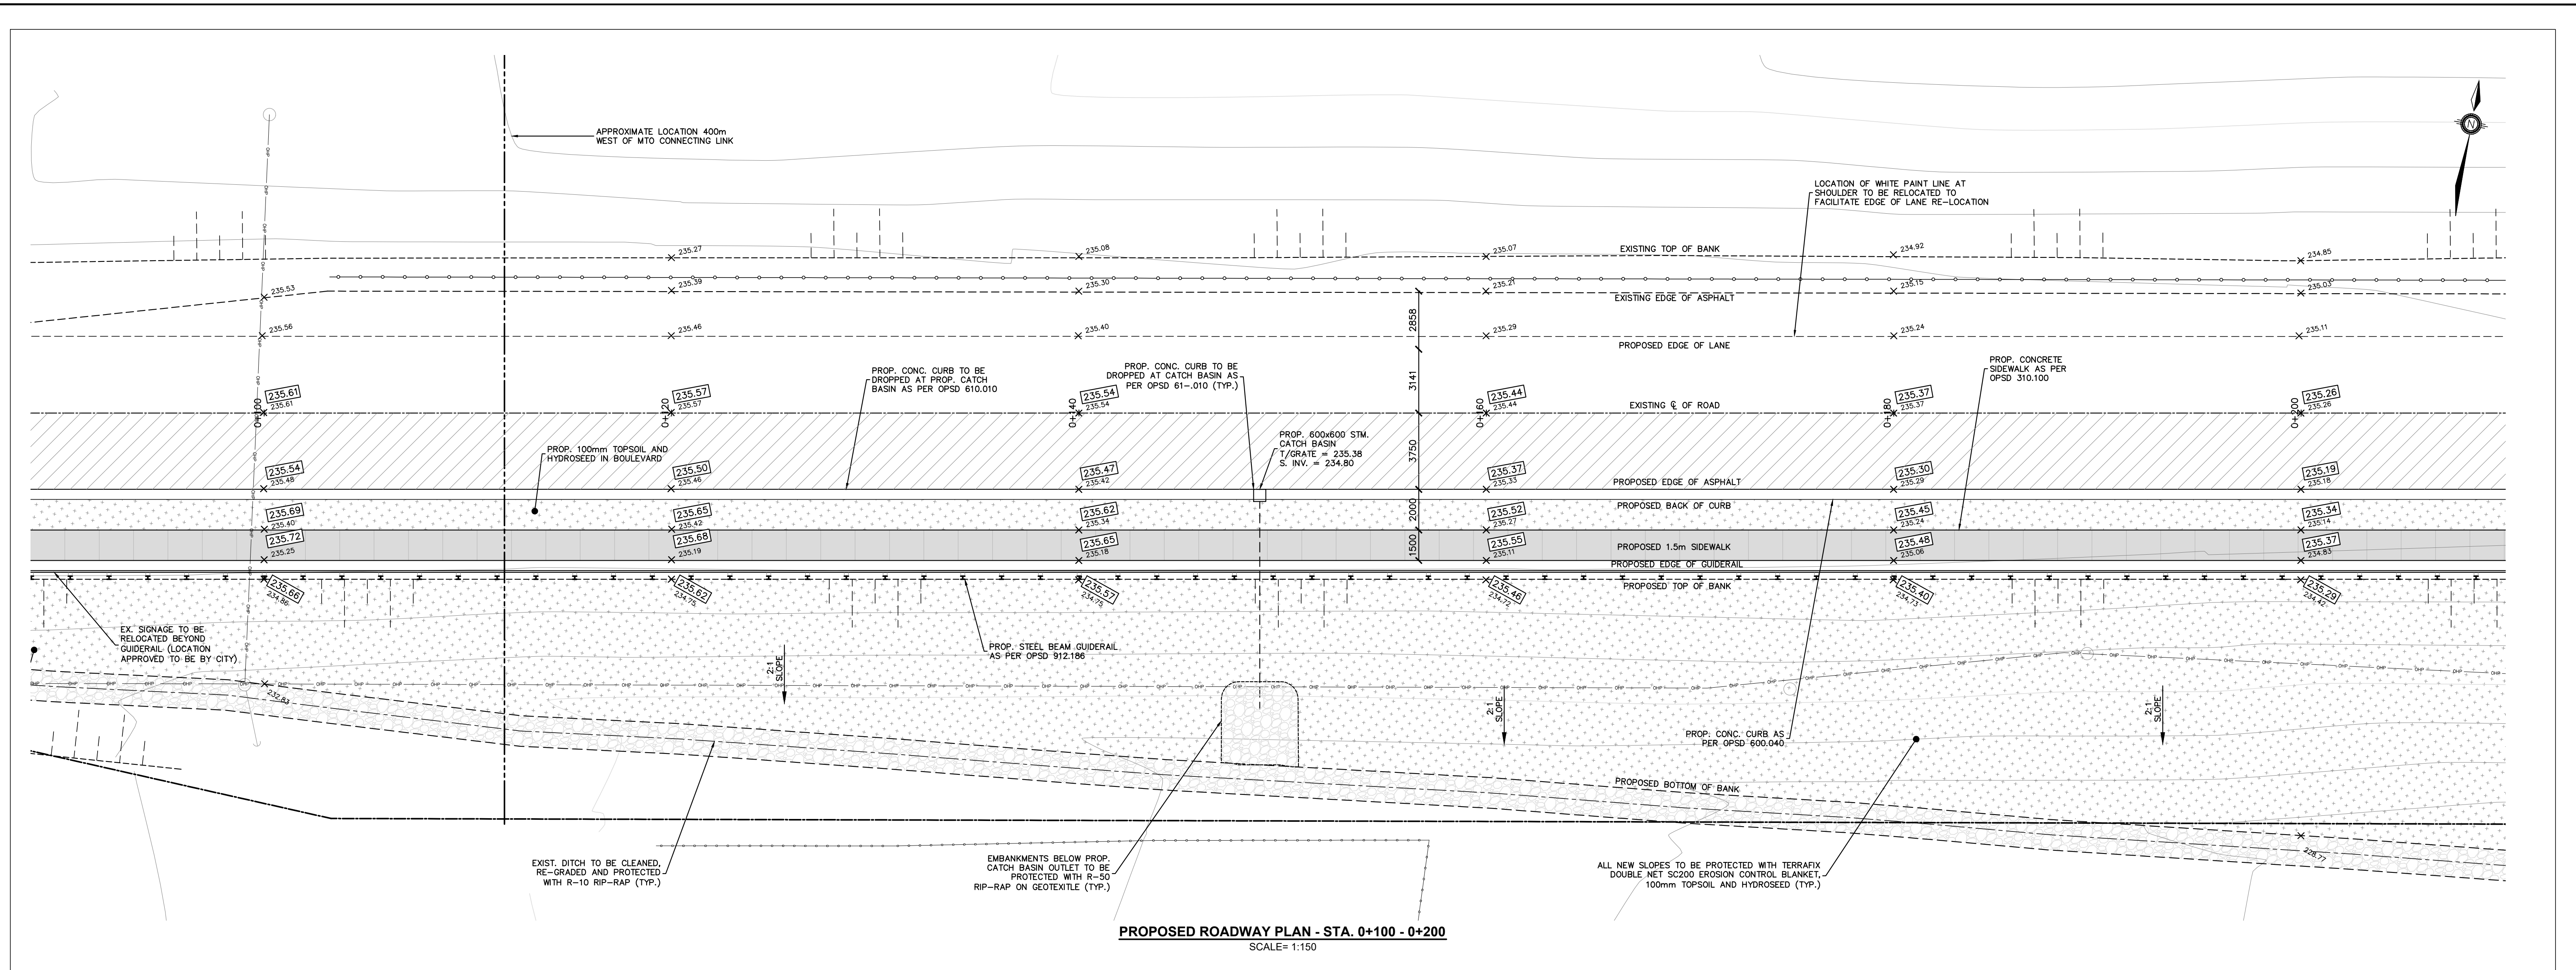 APPROXIMATE LOCATION 400m
WEST OF MTO CONNECTING LINK
N
LOCATION OF WHITE PAINT LINE AT
SHOULDER TO BE RELOCATED TO
FACILITATE EDGE OF LANE RE-LOCATION
235.27
235.08
235.07
EXISTING TOP OF BANK
234.92
234.85
235.53
235.39
235.30
235.21
EXISTING EDGE OF ASPHALT
235.15
235.03
235.56
235.46
235.40
2858
235.29
PROPOSED EDGE OF LANE
235.24
235.11
PROP. CONC. CURB TO BE
DROPPED AT PROP. CATCH
BASIN AS PER OPSD 610.010
PROP. CONC. CURB TO BE
DROPPED AT CATCH BASIN AS
PER OPSD 61-.010 (TYP.)
3141
PROP. CONCRETE
SIDEWALK AS PER
OPSD 310.100
0+100
235.61
235.61
0+120
235.57
235.57
0+140
235.54
235.54
0+160
235.44
235.44
EXISTING ℄ OF ROAD
0+180
235.37
235.37
0+200
235.26
235.26
PROP. 100mm TOPSOIL AND
HYDROSEED IN BOULEVARD
PROP. 600x600 STM.
CATCH BASIN
T/GRATE = 235.38
S. INV. = 234.80
3750
235.54
235.48
235.50
235.46
235.47
235.42
235.37
235.33
PROPOSED EDGE OF ASPHALT
235.30
235.29
235.19
235.18
2000
PROPOSED BACK OF CURB
235.69
235.40
235.65
235.42
235.62
235.34
235.52
235.27
235.45
235.24
235.34
235.14
235.72
235.25
235.68
235.19
235.65
235.18
1500
235.55
235.11
PROPOSED 1.5m SIDEWALK
235.48
235.06
235.37
234.83
PROPOSED EDGE OF GUIDERAIL
PROPOSED TOP OF BANK
235.66
234.86
235.62
234.75
235.57
234.75
235.46
234.72
235.40
234.73
235.29
234.42
EX. SIGNAGE TO BE
RELOCATED BEYOND
GUIDERAIL (LOCATION
APPROVED TO BE BY CITY)
PROP. STEEL BEAM GUIDERAIL
AS PER OPSD 912.186
2:1
SLOPE
2:1
SLOPE
2:1
SLOPE
OHP
232.83
PROP. CONC. CURB AS
PER OPSD 600.040
PROPOSED BOTTOM OF BANK
228.77
EXIST. DITCH TO BE CLEANED,
RE-GRADED AND PROTECTED
WITH R-10 RIP-RAP (TYP.)
EMBANKMENTS BELOW PROP.
CATCH BASIN OUTLET TO BE
PROTECTED WITH R-50
RIP-RAP ON GEOTEXITLE (TYP.)
ALL NEW SLOPES TO BE PROTECTED WITH TERRAFIX
DOUBLE NET SC200 EROSION CONTROL BLANKET,
100mm TOPSOIL AND HYDROSEED (TYP.)
PROPOSED ROADWAY PLAN - STA. 0+100 - 0+200
SCALE= 1:150